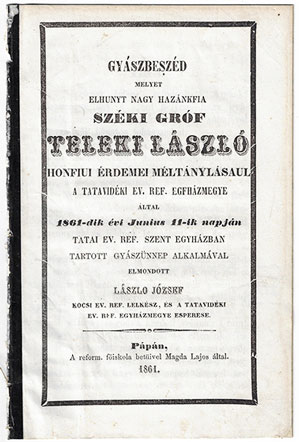 GYÁSZBESZÉD
MELYET
ELHUNYT NAGY HAZÁNKFIA
SZÉKI GRÓF
TELEKI LÁSZLÓ
HONFIUI ÉRDEMEI MÉLTÁNYLÁSAUL
A TATAVIDÉKI EV. REF. EGYHÁZMEGYE
ÁLTAL
1861-dik évi Junius 11-ik napján
TATAI EV. REF. SZENT EGYHÁZBAN
TARTOTT GYÁSZÜNNEP ALKALMÁVAL
ELMONDOTT
LÁSZLO JÓZSEF
KOCSI EV. REF. LELKÉSZ, ÉS A TATAVIDÉKI
EV. REF. EGYHÁZMEGYE ESPERESE.
Pápán,
A reform. főiskola betűivel Magda Lajos által.
1861.